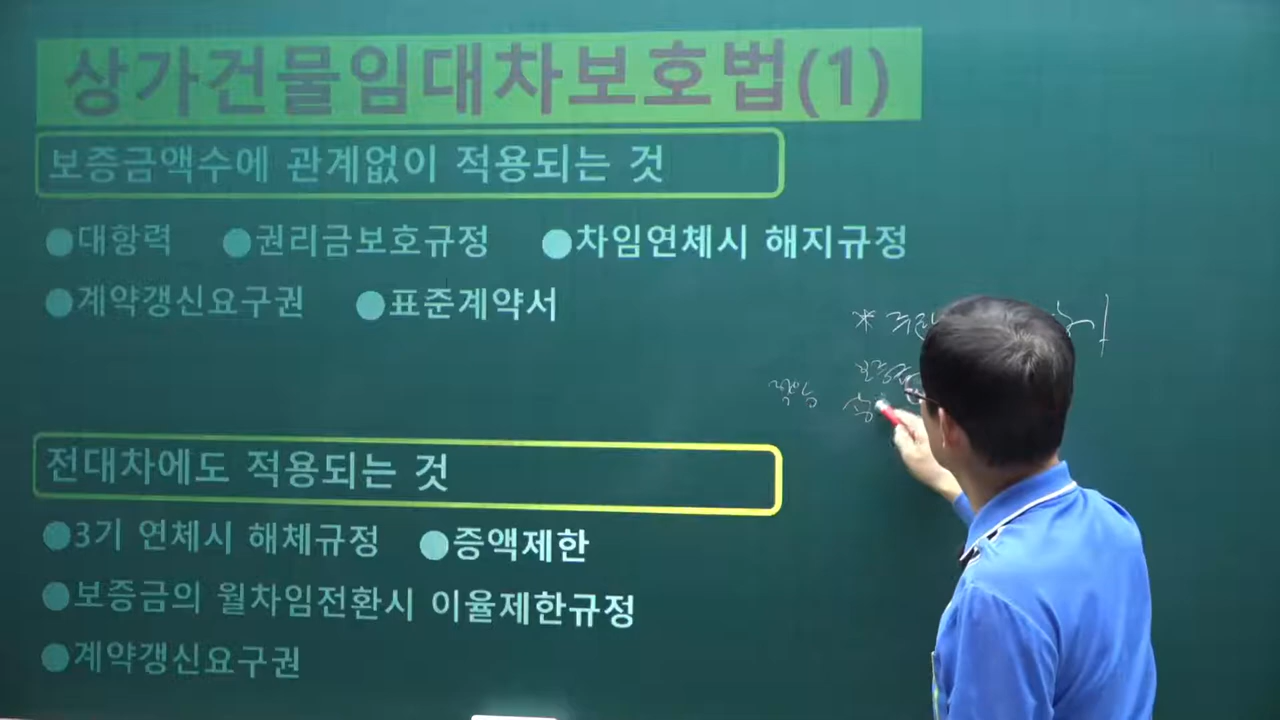 상가건물임대차보호법(1)
보증금액수에 관계없이 적용되는 것
●대항력 ●권리금보호규정 ●차임연체시 해지규정
●계약갱신요구권 ●표준계약서
전대차에도 적용되는 것
●3기 연체시 해체규정 ●증액제한
●보증금의 월차임전환시 이율제한규정
●계약갱신요구권